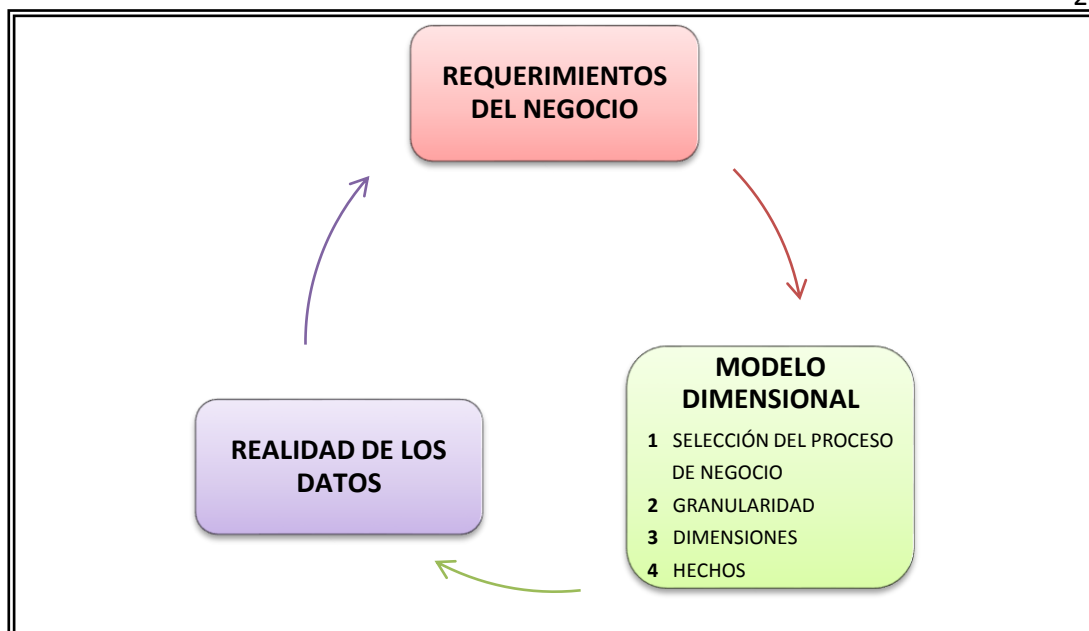 2
REQUERIMIENTOS
DEL NEGOCIO
MODELO
DIMENSIONAL
1 SELECCIÓN DEL PROCESO
DE NEGOCIO
2 GRANULARIDAD
3 DIMENSIONES
4 HECHOS
REALIDAD DE LOS
DATOS